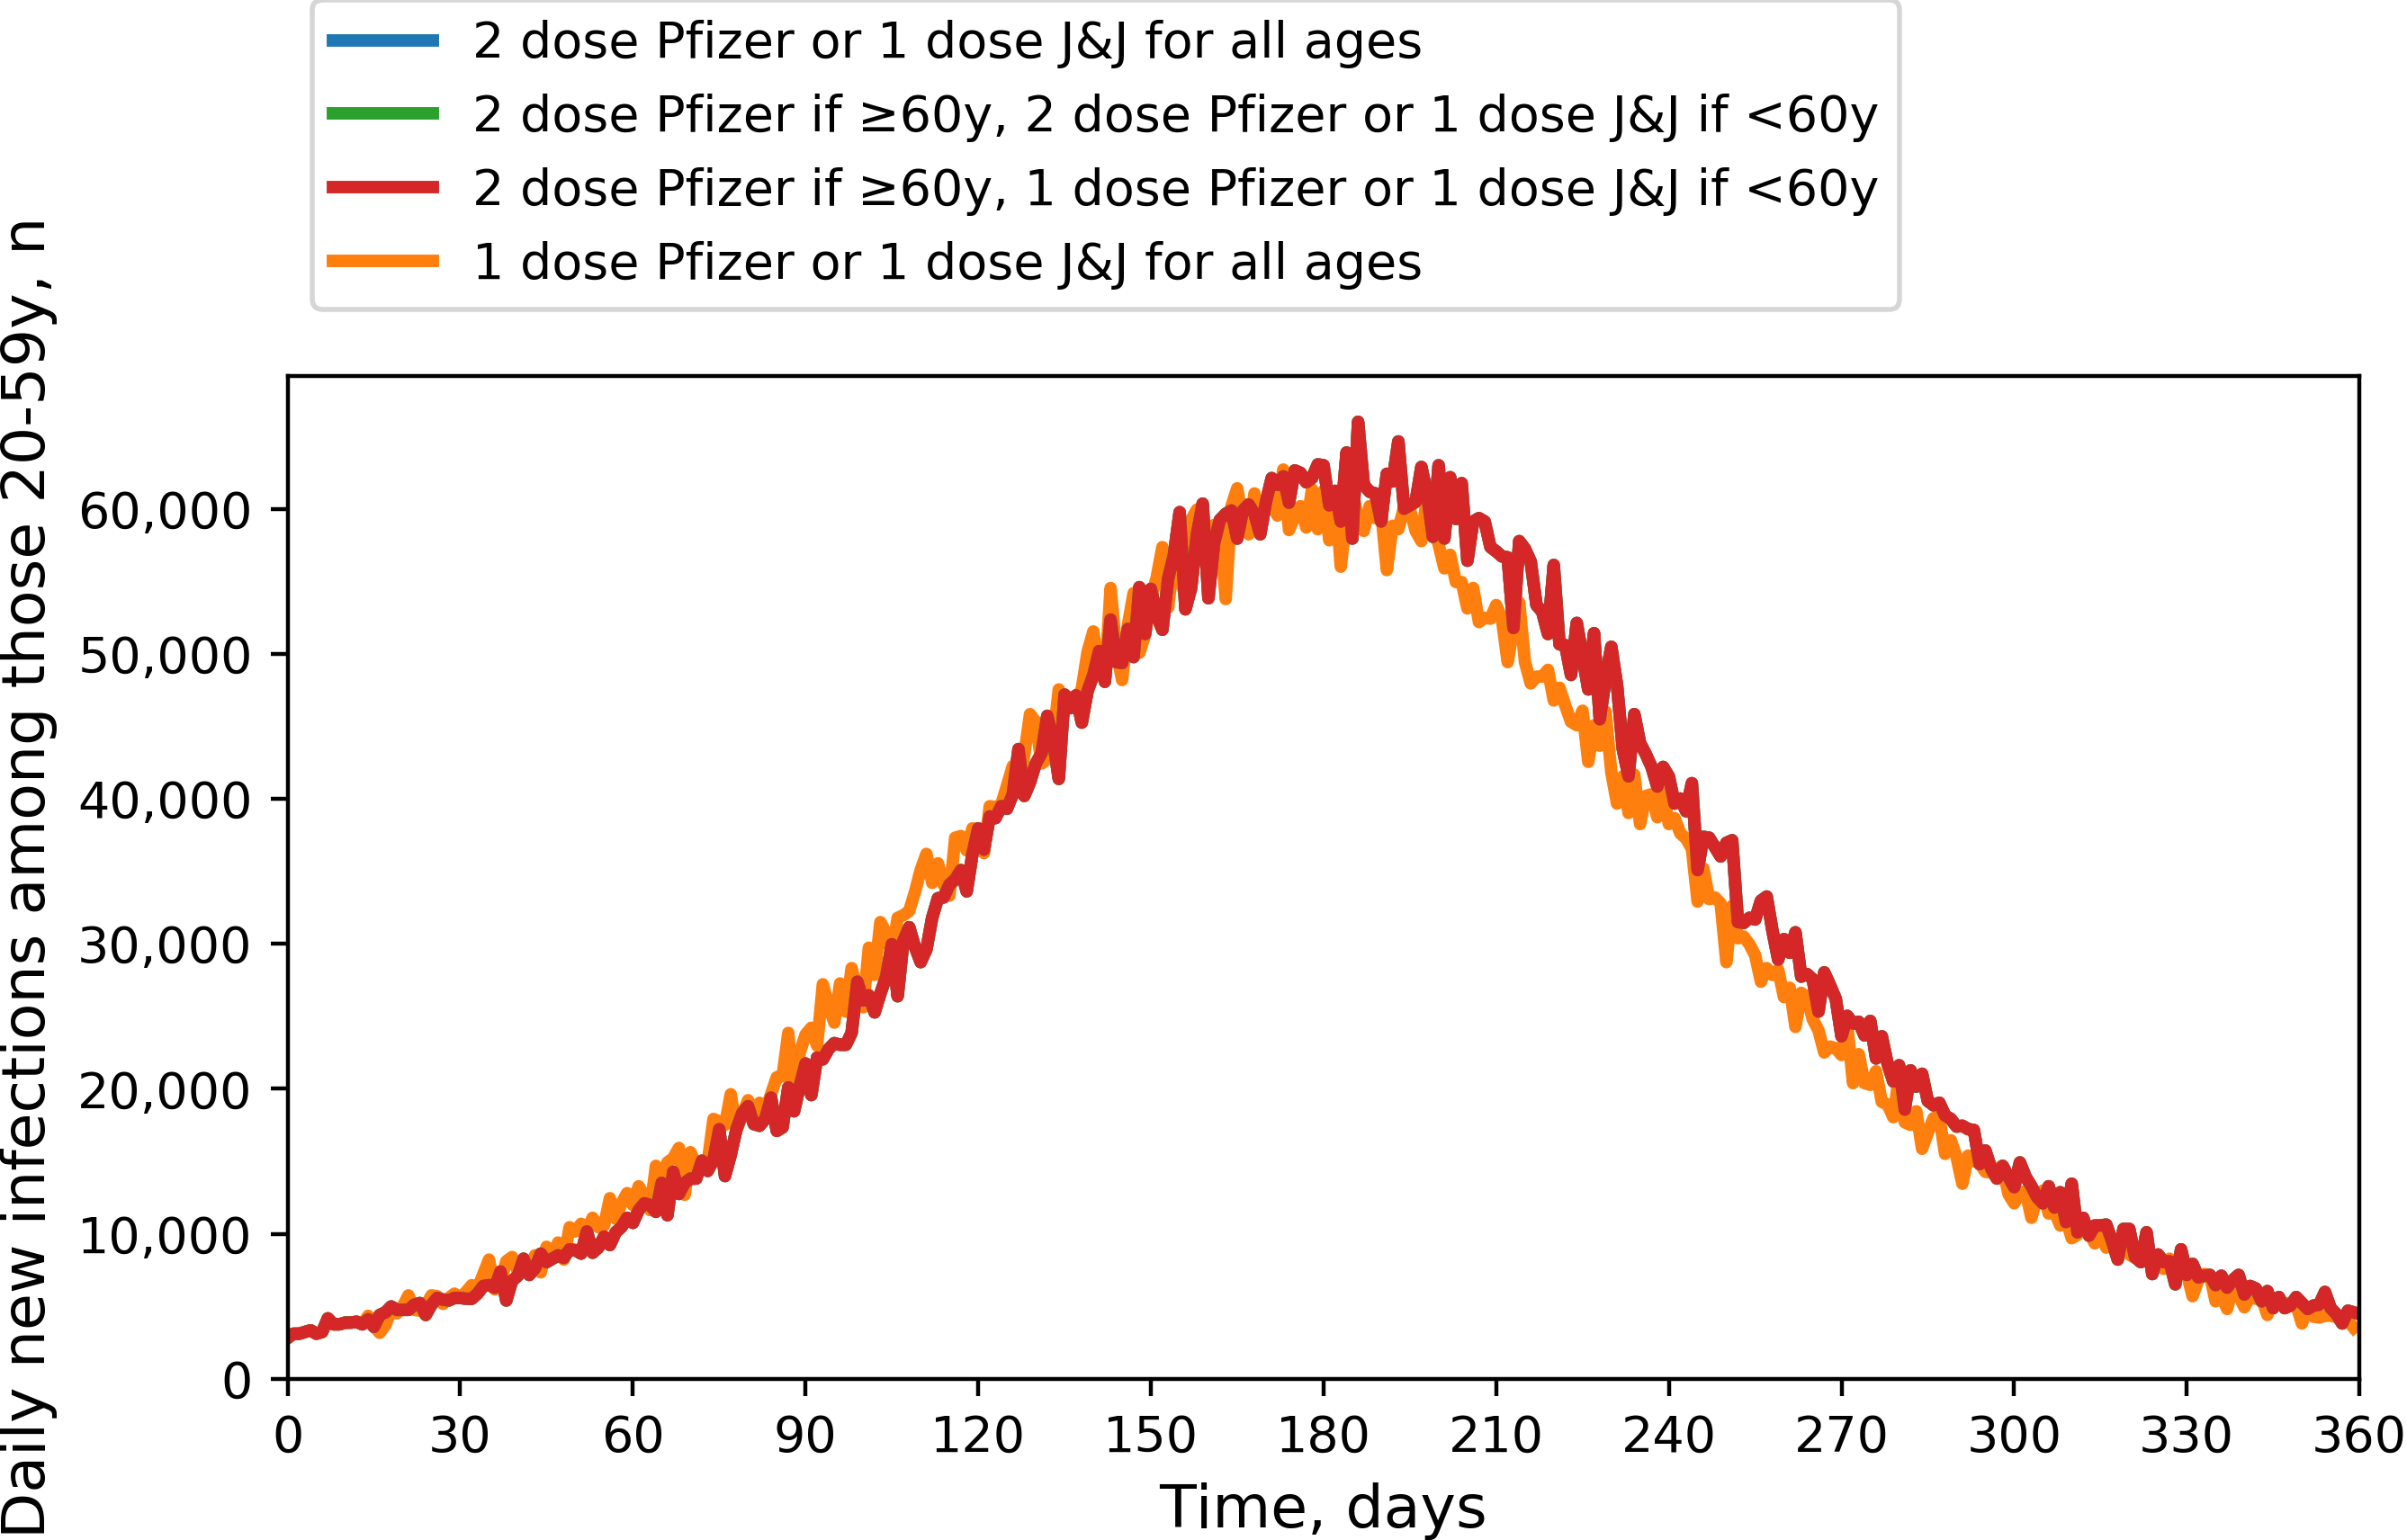 2 dose Pfizer or 1 dose J&J for all ages
2 dose Pfizer if ≥60y, 2 dose Pfizer or 1 dose J&J if <60y
2 dose Pfizer if ≥60y, 1 dose Pfizer or 1 dose J&J if <60y
1 dose Pfizer or 1 dose J&J for all ages
Daily new infections among those 20-59y, n
60,000
50,000
40,000
30,000
20,000
10,000
0
0 30 60 90 120 150 180 210 240 270 300 330 360
Time, days